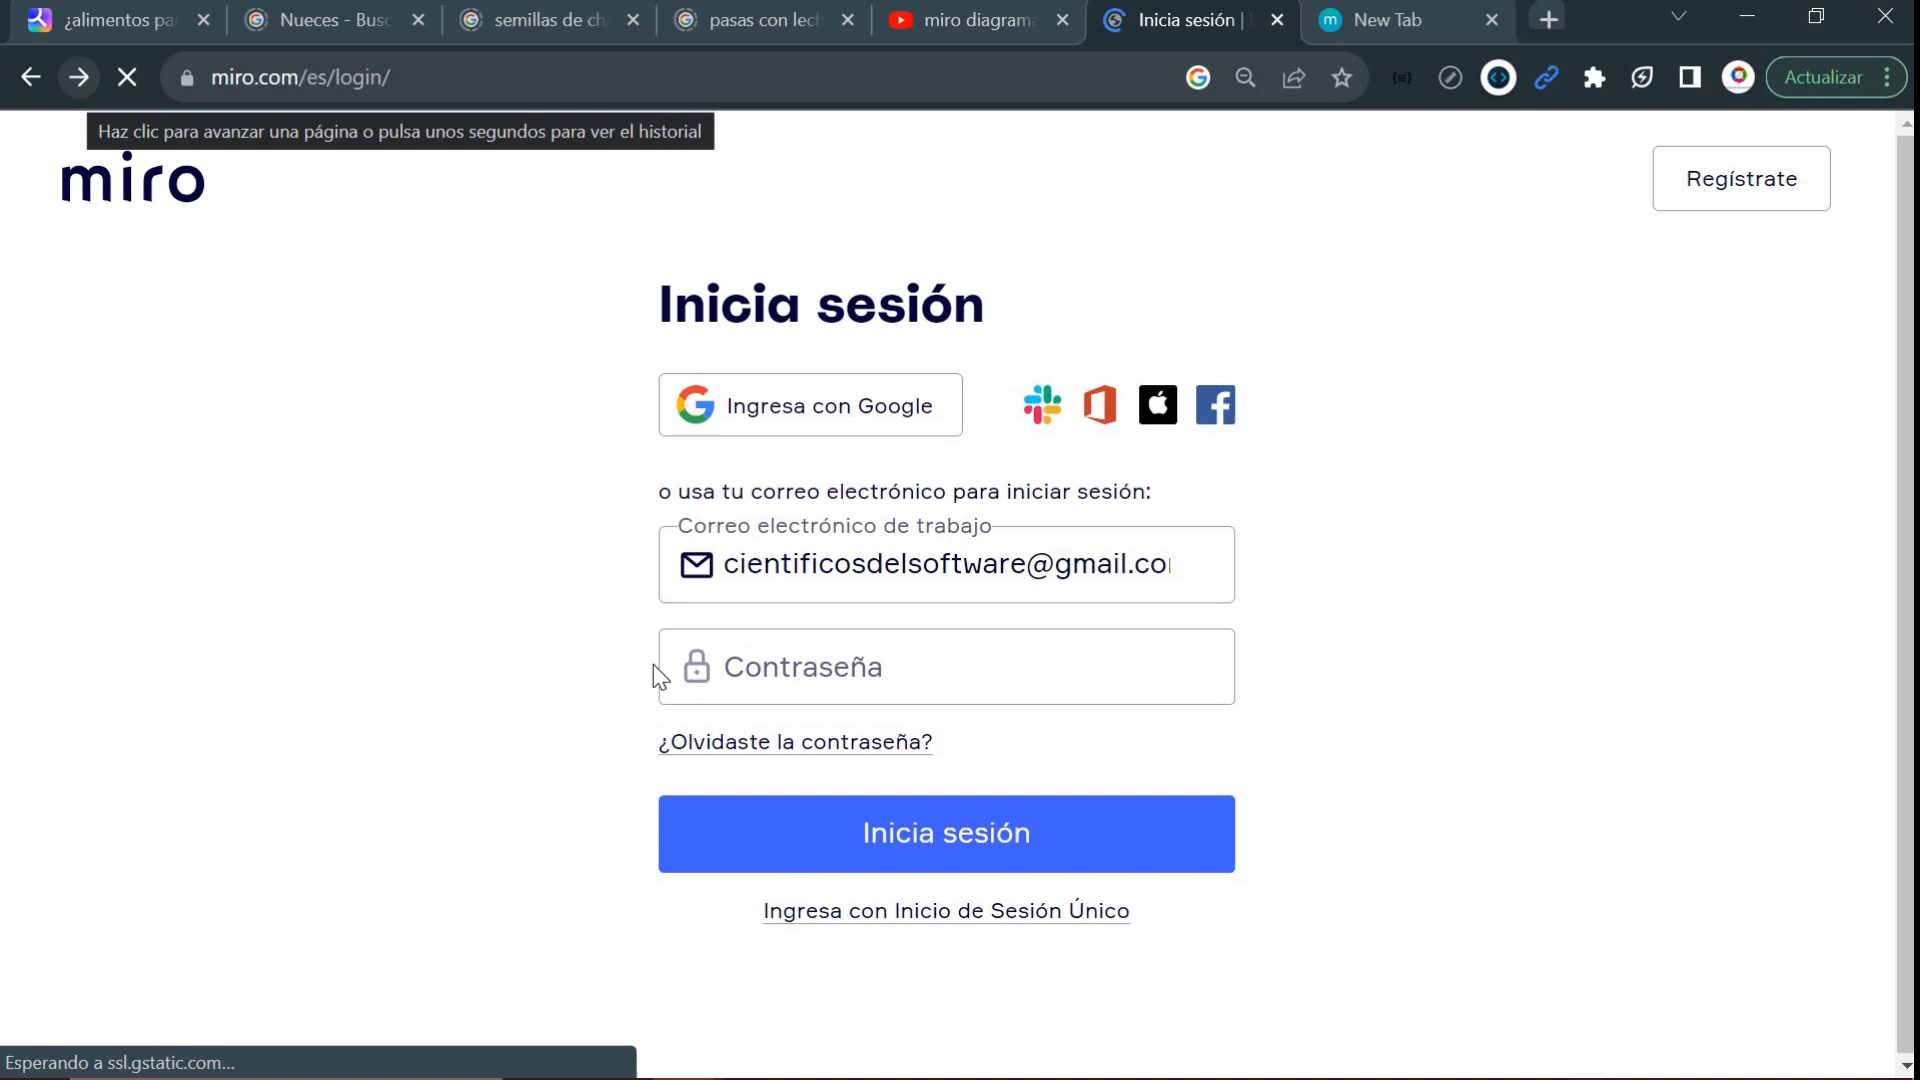 ¿alimentos pa
Nueces - Busc
semillas de ch
pasas con lech
miro diagrama
Inicia sesión |
New Tab
miro.com/es/login/
Actualizar
Haz clic para avanzar una página o pulsa unos segundos para ver el historial
miro
Regístrate
Inicia sesión
Ingresa con Google
o usa tu correo electrónico para iniciar sesión:
Correo electrónico de trabajo
cientificosdelsoftware@gmail.co
Contraseña
¿Olvidaste la contraseña?
Inicia sesión
Ingresa con Inicio de Sesión Único
Esperando a ssl.gstatic.com...